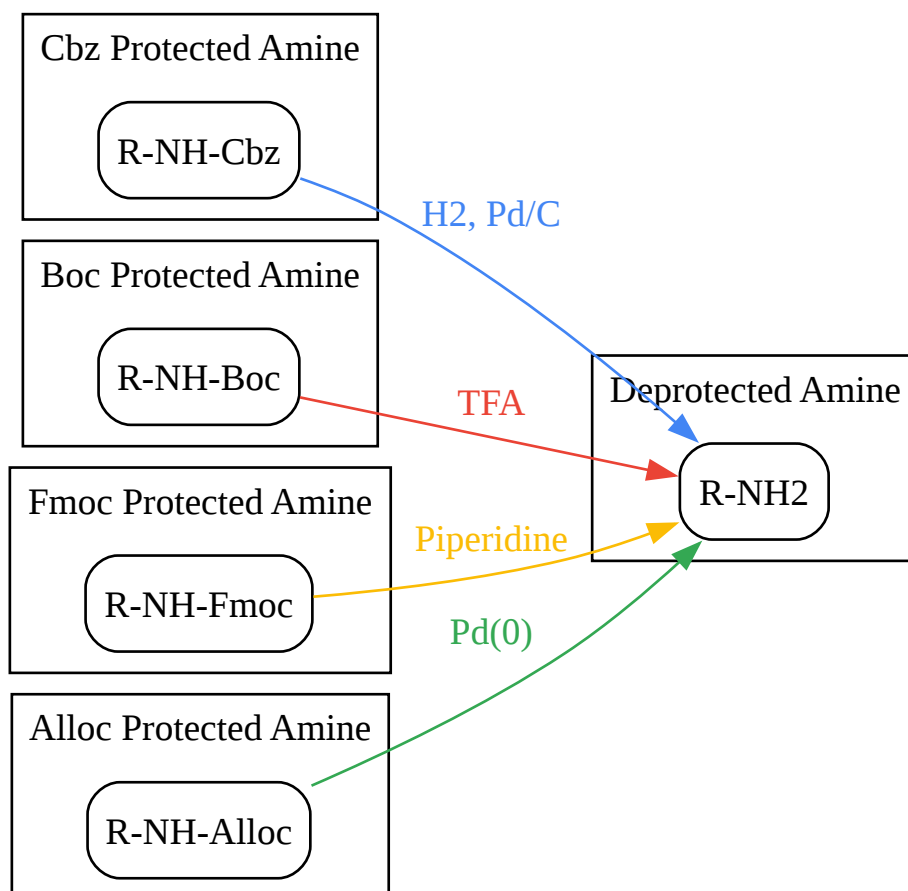 Cbz Protected Amine
R-NH-Cbz
H2, Pd/C
Boc Protected Amine
R-NH-Boc
TFA
Deprotected Amine
R-NH2
Fmoc Protected Amine
R-NH-Fmoc
Piperidine
Pd(0)
Alloc Protected Amine
R-NH-Alloc